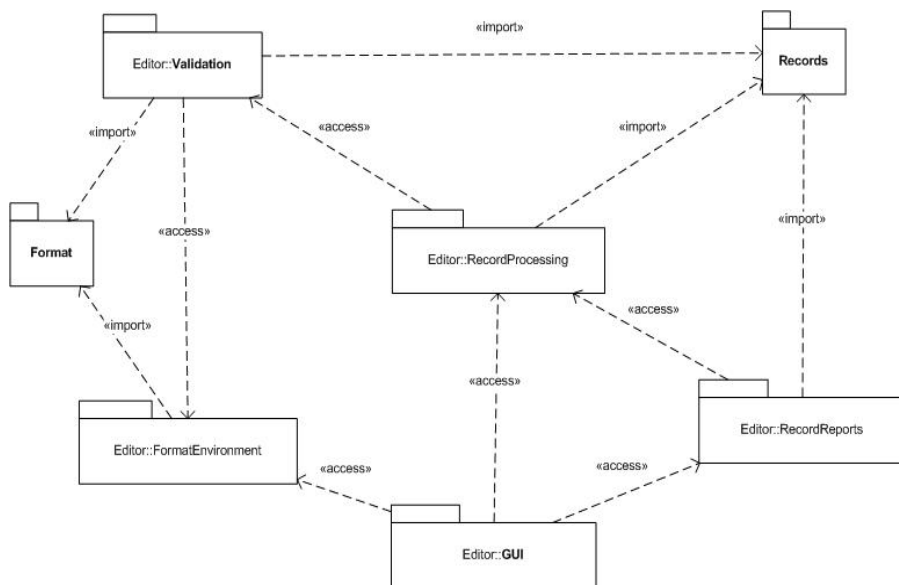 «import»
Editor::Validation
Records
«import»
«access»
«import»
«access»
«import»
Format
Editor::RecordProcessing
«import»
«access»
«access»
Editor::RecordReports
Editor::FormatEnvironment
«access»
«access»
Editor::GUI